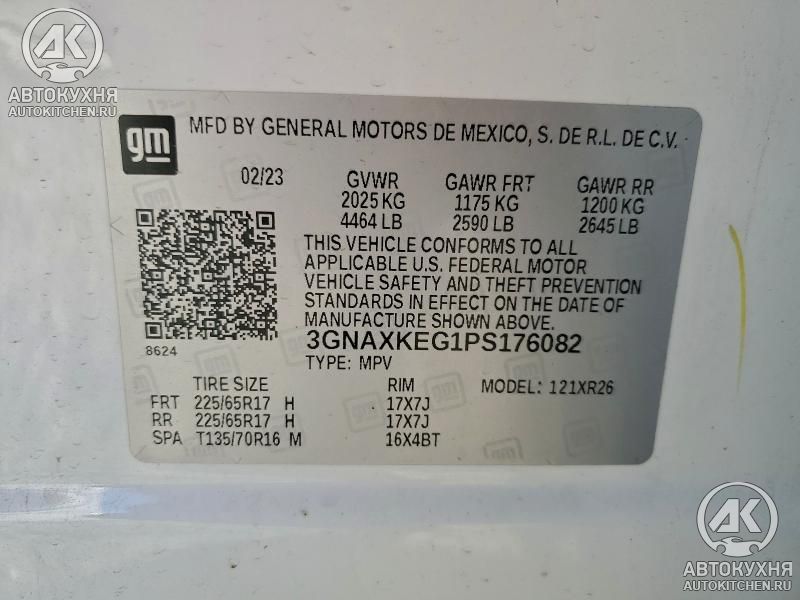 AK
АВТОКУХНЯ
AUTOKITCHEN.RU
gm
MFD BY GENERAL MOTORS DE MEXICO, S. DE R.L. DE C.V.
02/23 GVWR GAWR FRT GAWR RR
2025 KG 1175 KG 1200 KG
4464 LB 2590 LB 2645 LB
THIS VEHICLE CONFORMS TO ALL
APPLICABLE U.S. FEDERAL MOTOR
VEHICLE SAFETY AND THEFT PREVENTION
STANDARDS IN EFFECT ON THE DATE OF
MANUFACTURE SHOWN ABOVE.
8624
3GNAXKEG1PS176082
TYPE: MPV
TIRE SIZE RIM MODEL: 121XR26
FRT 225/65R17 H 17X7J
RR 225/65R17 H 17X7J
SPA T135/70R16 M 16X4BT
AK
АВТОКУХНЯ
AUTOKITCHEN.RU